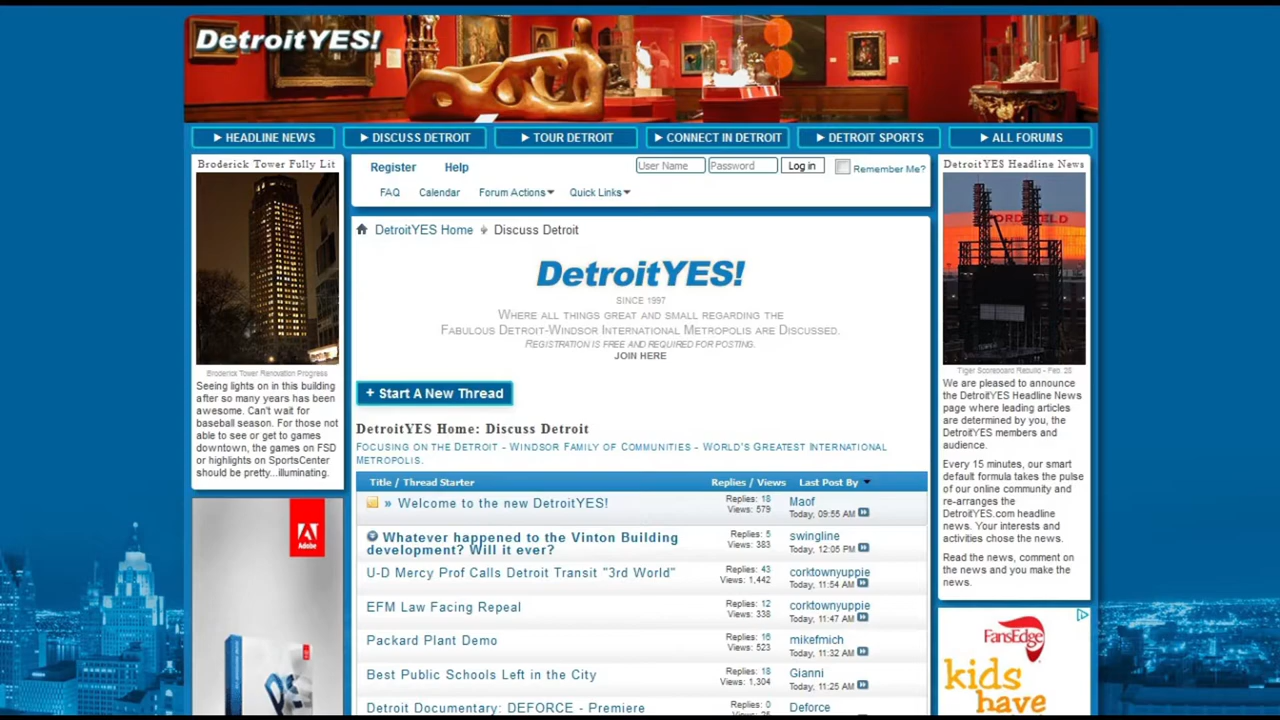 DetroitYES!
HEADLINE NEWS
DISCUSS DETROIT
TOUR DETROIT
CONNECT IN DETROIT
DETROIT SPORTS
ALL FORUMS
Broderick Tower Fully Lit
Broderick Tower Renovation Progress
Seeing lights on in this building
after so many years has been
awesome. Can't wait for
baseball season. For those not
able to see or get to games
downtown, the games on FSD
or highlights on SportsCenter
should be pretty...illuminating.
Adobe
Register Help
User Name Password Log in Remember Me?
FAQ Calendar Forum Actions Quick Links
DetroitYES Home Discuss Detroit
DetroitYES!
SINCE 1997
WHERE ALL THINGS GREAT AND SMALL REGARDING THE
FABULOUS DETROIT-WINDSOR INTERNATIONAL METROPOLIS ARE DISCUSSED.
REGISTRATION IS FREE AND REQUIRED FOR POSTING.
JOIN HERE
+ Start A New Thread
DetroitYES Home: Discuss Detroit
FOCUSING ON THE DETROIT - WINDSOR FAMILY OF COMMUNITIES - WORLD'S GREATEST INTERNATIONAL
METROPOLIS.
Title / Thread Starter Replies / Views Last Post By
» Welcome to the new DetroitYES! Replies: 18 Maof
Views: 579 Today, 09:55 AM
Whatever happened to the Vinton Building Replies: 5 swingline
development? Will it ever? Views: 383 Today, 12:05 PM
U-D Mercy Prof Calls Detroit Transit "3rd World" Replies: 43 corktownyuppie
Views: 1,442 Today, 11:54 AM
EFM Law Facing Repeal Replies: 12 corktownyuppie
Views: 338 Today, 11:47 AM
Packard Plant Demo Replies: 16 mikefmich
Views: 523 Today, 11:32 AM
Best Public Schools Left in the City Replies: 18 Gianni
Views: 1,304 Today, 11:25 AM
Detroit Documentary: DEFORCE - Premiere Replies: 0 Deforce
DetroitYES Headline News
Tiger Scoreboard Rebuild - Feb. 25
We are pleased to announce
the DetroitYES Headline News
page where leading articles
are determined by you, the
DetroitYES members and
audience.
Every 15 minutes, our smart
default formula takes the pulse
of our online community and
re-arranges the
DetroitYES.com headline
news. Your interests and
activities chose the news.
Read the news, comment on
the news and you make the
news.
FansEdge
kids
have